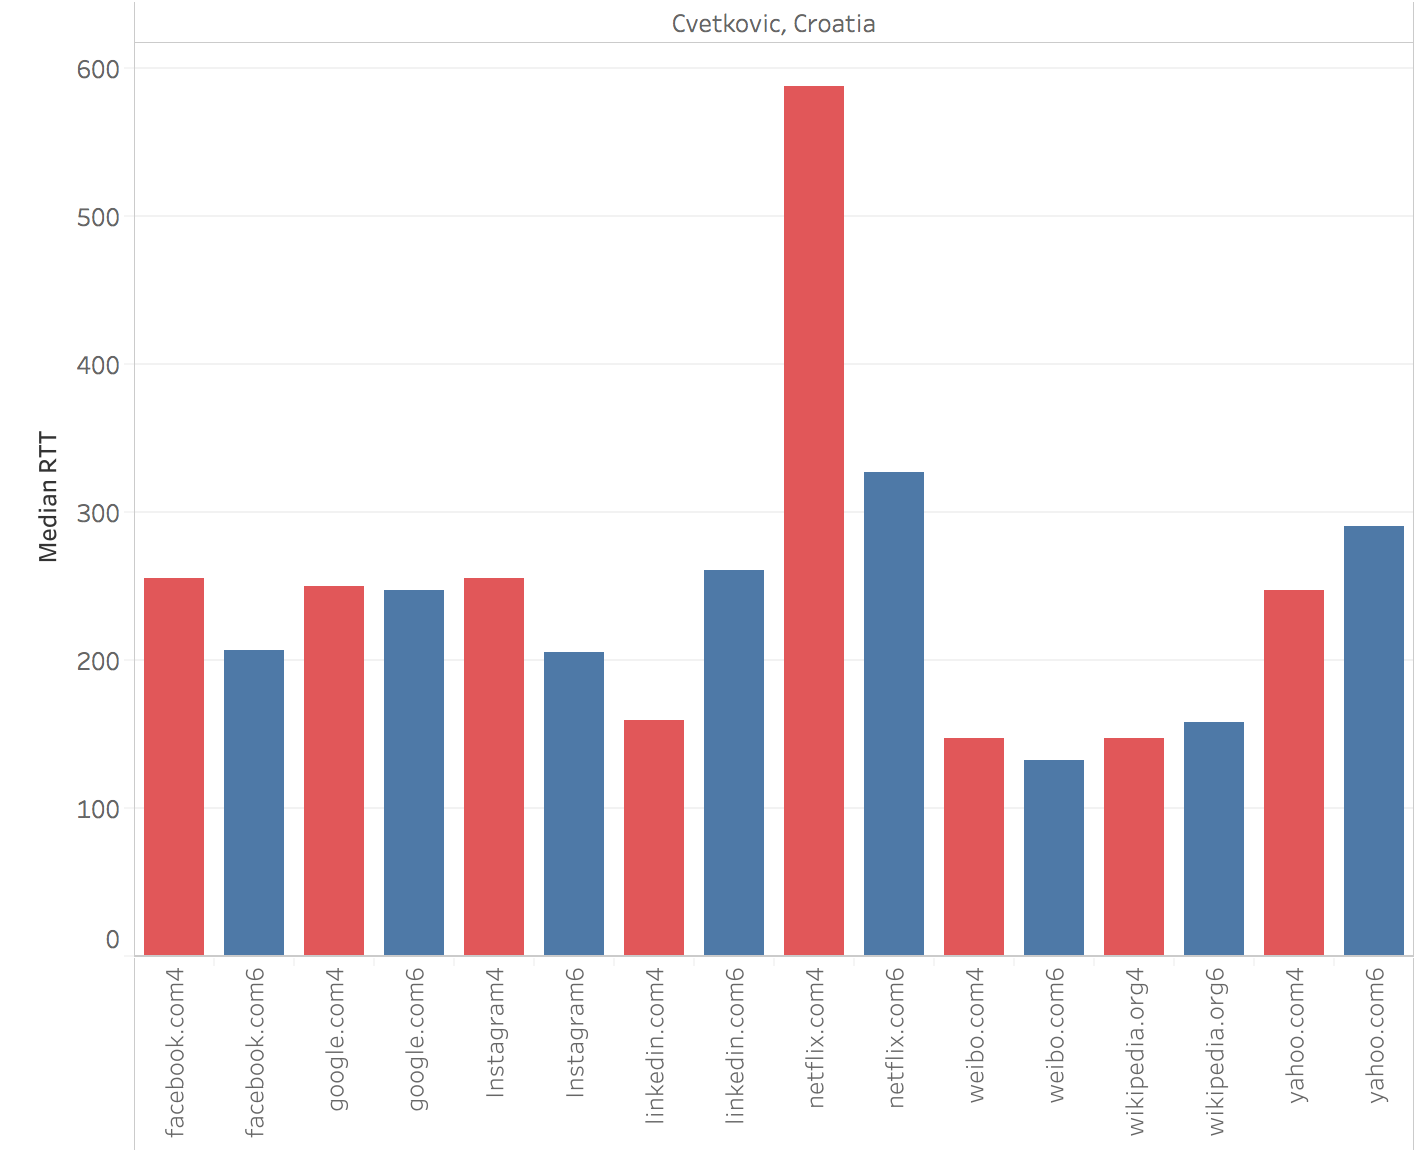 Cvetkovic, Croatia
600
500
400
300
200
100
0
Median RTT
facebook.com4
facebook.com6
google.com4
google.com6
Instagram4
Instagram6
linkedin.com4
linkedin.com6
netflix.com4
netflix.com6
weibo.com4
weibo.com6
wikipedia.org4
wikipedia.org6
yahoo.com4
yahoo.com6